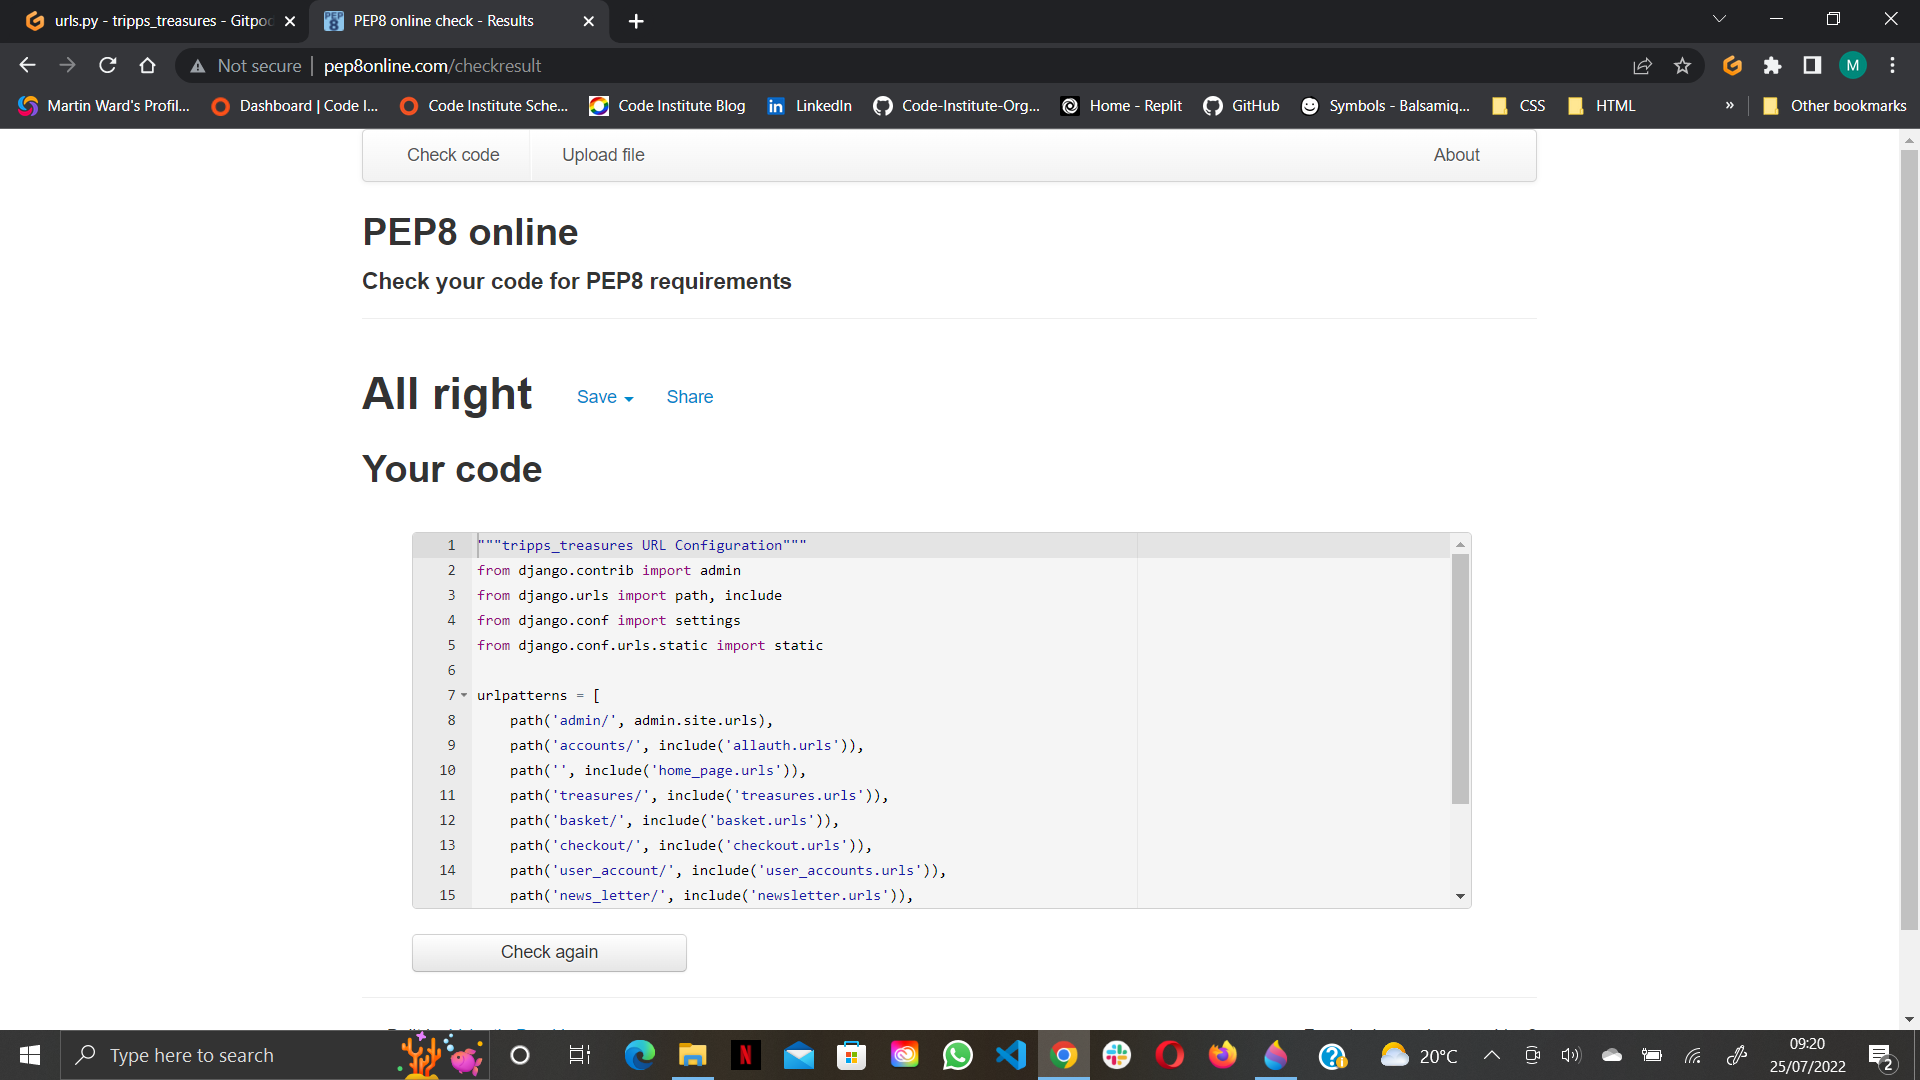 urls.py - tripps_treasures - Gitpod
PEP8 online check - Results
Not secure
pep8online.com/checkresult
M
Martin Ward's Profil...
Dashboard | Code I...
Code Institute Sche...
Code Institute Blog
LinkedIn
Code-Institute-Org...
Home - Replit
GitHub
Symbols - Balsamiq...
CSS
HTML
»
Other bookmarks
Check code
Upload file
About
PEP8 online
Check your code for PEP8 requirements
All right
Save
Share
Your code
1 """tripps_treasures URL Configuration"""
2 from django.contrib import admin
3 from django.urls import path, include
4 from django.conf import settings
5 from django.conf.urls.static import static
6
7 urlpatterns = [
8 path('admin/', admin.site.urls),
9 path('accounts/', include('allauth.urls')),
10 path('', include('home_page.urls')),
11 path('treasures/', include('treasures.urls')),
12 path('basket/', include('basket.urls')),
13 path('checkout/', include('checkout.urls')),
14 path('user_account/', include('user_accounts.urls')),
15 path('news_letter/', include('newsletter.urls')),
Check again
Type here to search
20°C
09:20
25/07/2022
2